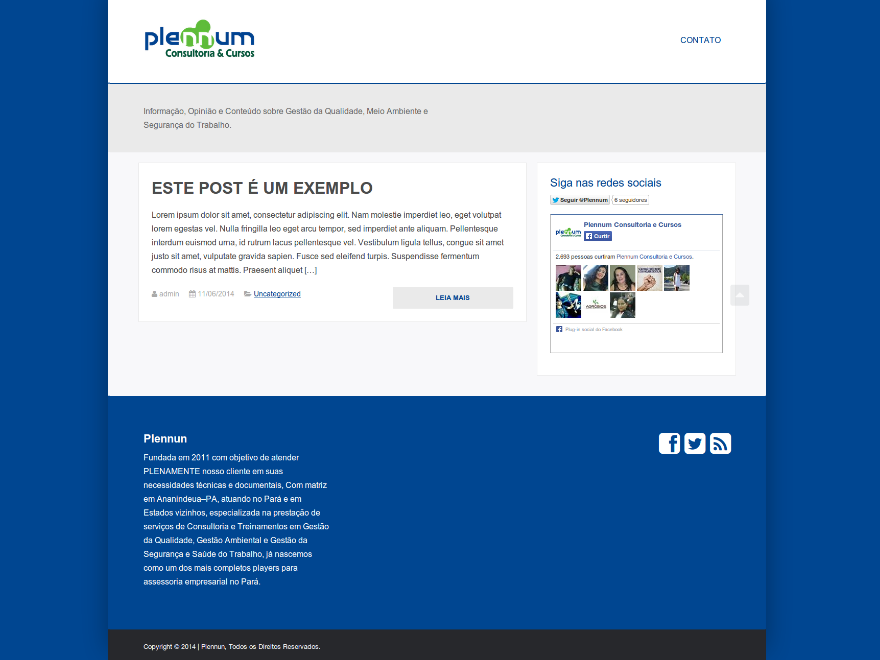 plennum
Consultoria & Cursos
CONTATO
Informação, Opinião e Conteúdo sobre Gestão da Qualidade, Meio Ambiente e
Segurança do Trabalho.
ESTE POST É UM EXEMPLO
Lorem ipsum dolor sit amet, consectetur adipiscing elit. Nam molestie imperdiet leo, eget volutpat
lorem egestas vel. Nulla fringilla leo eget arcu tempor, sed imperdiet ante aliquam. Pellentesque
interdum euismod urna, id rutrum lacus pellentesque vel. Vestibulum ligula tellus, congue sit amet
justo sit amet, vulputate gravida sapien. Fusce sed eleifend turpis. Suspendisse fermentum
commodo risus at mattis. Praesent aliquet [...]
admin 11/06/2014 Uncategorized
LEIA MAIS
Siga nas redes sociais
Seguir @Plennum 6 seguidores
plennum
Plennum Consultoria e Cursos
Curtir
2.693 pessoas curtiram Plennum Consultoria e Cursos.
Plug-in social do Facebook
Plennun
Fundada em 2011 com objetivo de atender
PLENAMENTE nosso cliente em suas
necessidades técnicas e documentais, Com matriz
em Ananindeua–PA, atuando no Pará e em
Estados vizinhos, especializada na prestação de
serviços de Consultoria e Treinamentos em Gestão
da Qualidade, Gestão Ambiental e Gestão da
Segurança e Saúde do Trabalho, já nascemos
como um dos mais completos players para
assessoria empresarial no Pará.
Copyright © 2014 | Plennun, Todos os Direitos Reservados.